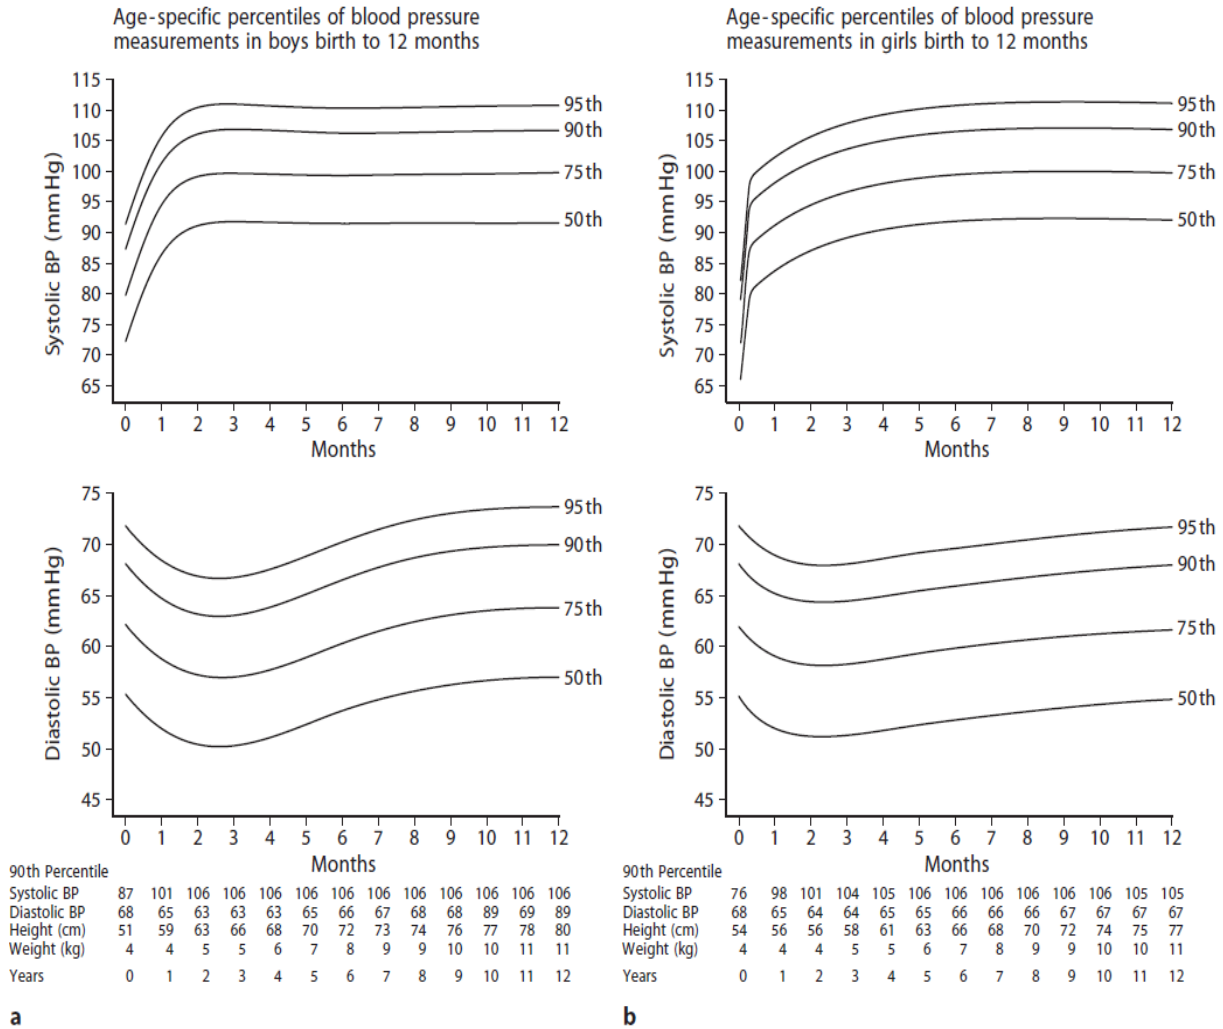 Age-specific percentiles of blood pressure
measurements in boys birth to 12 months
Systolic BP (mm Hg)
115
110
105
100
95
90
85
80
75
70
65
95th
90th
75th
50th
0 1 2 3 4 5 6 7 8 9 10 11 12
Months
Diastolic BP (mm Hg)
75
70
65
60
55
50
45
95th
90th
75th
50th
0 1 2 3 4 5 6 7 8 9 10 11 12
Months
90th Percentile
Systolic BP 87 101 106 106 106 106 106 106 106 106 106 106 106
Diastolic BP 68 65 63 63 63 65 66 67 68 68 89 69 89
Height (cm) 51 59 63 66 68 70 72 73 74 76 77 78 80
Weight (kg) 4 4 5 5 6 7 8 9 9 10 10 11 11
Years 0 1 2 3 4 5 6 7 8 9 10 11 12
a
Age-specific percentiles of blood pressure
measurements in girls birth to 12 months
Systolic BP (mm Hg)
115
110
105
100
95
90
85
80
75
70
65
95th
90th
75th
50th
0 1 2 3 4 5 6 7 8 9 10 11 12
Months
Diastolic BP (mm Hg)
75
70
65
60
55
50
45
95th
90th
75th
50th
0 1 2 3 4 5 6 7 8 9 10 11 12
Months
90th Percentile
Systolic BP 76 98 101 104 105 106 106 106 106 106 106 105 105
Diastolic BP 68 65 64 64 65 65 66 66 66 67 67 67 67
Height (cm) 54 56 56 58 61 63 66 68 70 72 74 75 77
Weight (kg) 4 4 4 5 5 6 7 8 9 9 10 10 11
Years 0 1 2 3 4 5 6 7 8 9 10 11 12
b